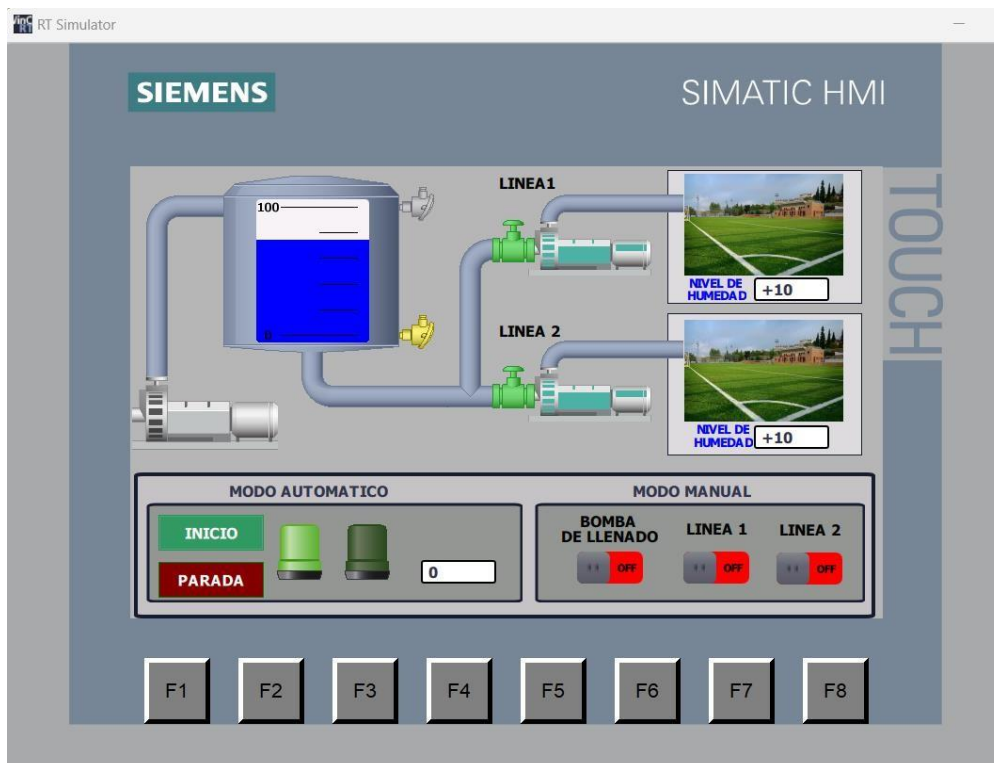 RT Simulator
SIEMENS
SIMATIC HMI
TOUCH
100
0
LINEA1
NIVEL DE
HUMEDAD
+10
LINEA 2
NIVEL DE
HUMEDAD
+10
MODO AUTOMATICO
INICIO
PARADA
0
MODO MANUAL
BOMBA
DE LLENADO
LINEA 1
LINEA 2
OFF
OFF
OFF
F1
F2
F3
F4
F5
F6
F7
F8